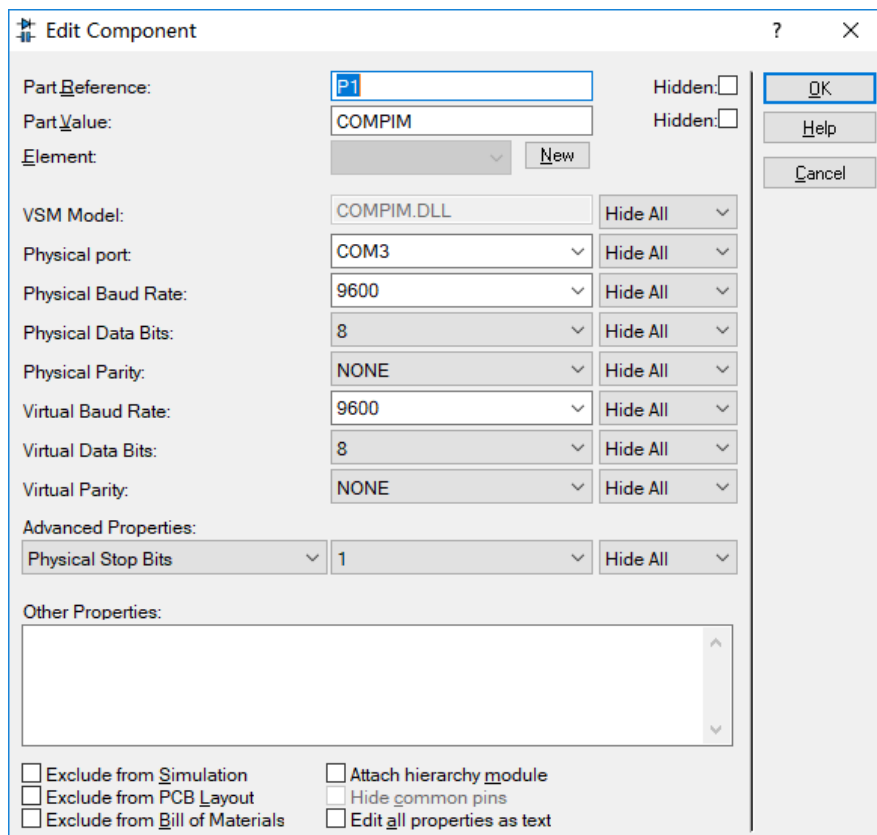 Edit Component ? ×
Part Reference: P1 Hidden: OK
Part Value: COMPIM Hidden: Help
Element: New Cancel
VSM Model: COMPIM.DLL Hide All
Physical port: COM3 Hide All
Physical Baud Rate: 9600 Hide All
Physical Data Bits: 8 Hide All
Physical Parity: NONE Hide All
Virtual Baud Rate: 9600 Hide All
Virtual Data Bits: 8 Hide All
Virtual Parity: NONE Hide All
Advanced Properties:
Physical Stop Bits 1 Hide All
Other Properties:
Exclude from Simulation Attach hierarchy module
Exclude from PCB Layout Hide common pins
Exclude from Bill of Materials Edit all properties as text